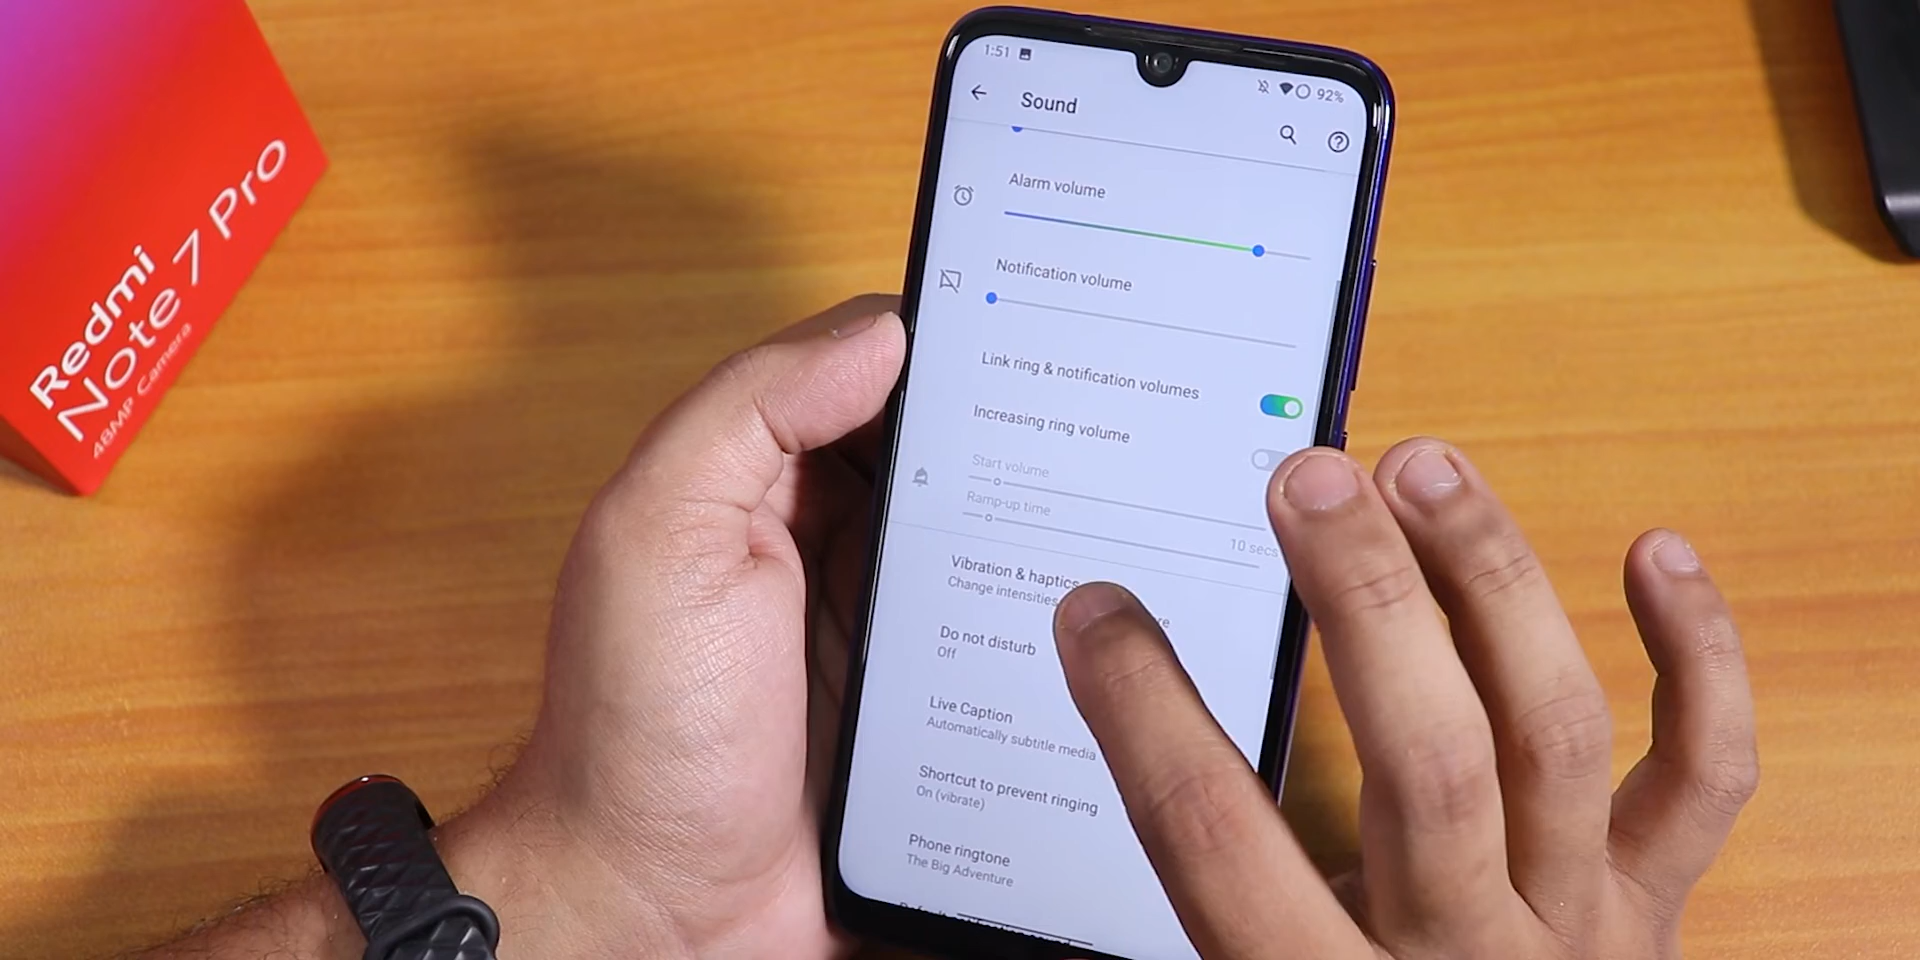 Redmi
Note 7 Pro
48MP Camera
1:51
92%
Sound
Alarm volume
Notification volume
Link ring & notification volumes
Increasing ring volume
Start volume
Ramp-up time
10 secs
Vibration & haptics
Change intensities
Do not disturb
Off
Live Caption
Automatically subtitle media
Shortcut to prevent ringing
On (vibrate)
Phone ringtone
The Big Adventure